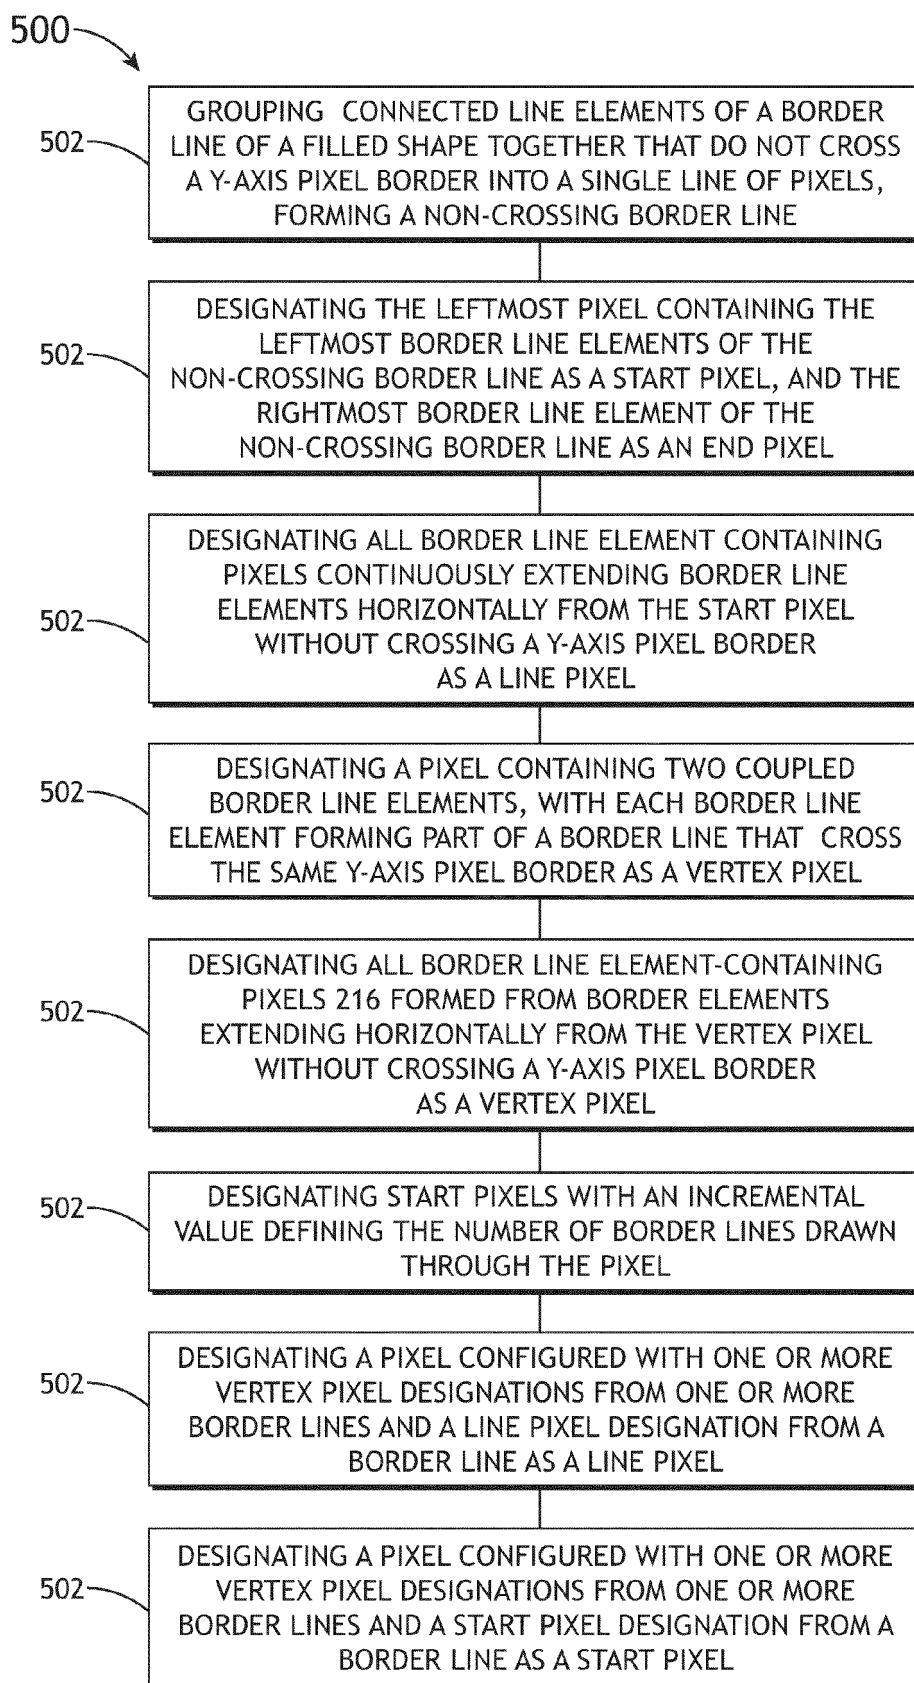 500
502
GROUPING CONNECTED LINE ELEMENTS OF A BORDER
LINE OF A FILLED SHAPE TOGETHER THAT DO NOT CROSS
A Y-AXIS PIXEL BORDER INTO A SINGLE LINE OF PIXELS,
FORMING A NON-CROSSING BORDER LINE
502
DESIGNATING THE LEFTMOST PIXEL CONTAINING THE
LEFTMOST BORDER LINE ELEMENTS OF THE
NON-CROSSING BORDER LINE AS A START PIXEL, AND THE
RIGHTMOST BORDER LINE ELEMENT OF THE
NON-CROSSING BORDER LINE AS AN END PIXEL
502
DESIGNATING ALL BORDER LINE ELEMENT CONTAINING
PIXELS CONTINUOUSLY EXTENDING BORDER LINE
ELEMENTS HORIZONTALLY FROM THE START PIXEL
WITHOUT CROSSING A Y-AXIS PIXEL BORDER
AS A LINE PIXEL
502
DESIGNATING A PIXEL CONTAINING TWO COUPLED
BORDER LINE ELEMENTS, WITH EACH BORDER LINE
ELEMENT FORMING PART OF A BORDER LINE THAT CROSS
THE SAME Y-AXIS PIXEL BORDER AS A VERTEX PIXEL
502
DESIGNATING ALL BORDER LINE ELEMENT-CONTAINING
PIXELS 216 FORMED FROM BORDER ELEMENTS
EXTENDING HORIZONTALLY FROM THE VERTEX PIXEL
WITHOUT CROSSING A Y-AXIS PIXEL BORDER
AS A VERTEX PIXEL
502
DESIGNATING START PIXELS WITH AN INCREMENTAL
VALUE DEFINING THE NUMBER OF BORDER LINES DRAWN
THROUGH THE PIXEL
502
DESIGNATING A PIXEL CONFIGURED WITH ONE OR MORE
VERTEX PIXEL DESIGNATIONS FROM ONE OR MORE
BORDER LINES AND A LINE PIXEL DESIGNATION FROM A
BORDER LINE AS A LINE PIXEL
502
DESIGNATING A PIXEL CONFIGURED WITH ONE OR MORE
VERTEX PIXEL DESIGNATIONS FROM ONE OR MORE
BORDER LINES AND A START PIXEL DESIGNATION FROM A
BORDER LINE AS A START PIXEL